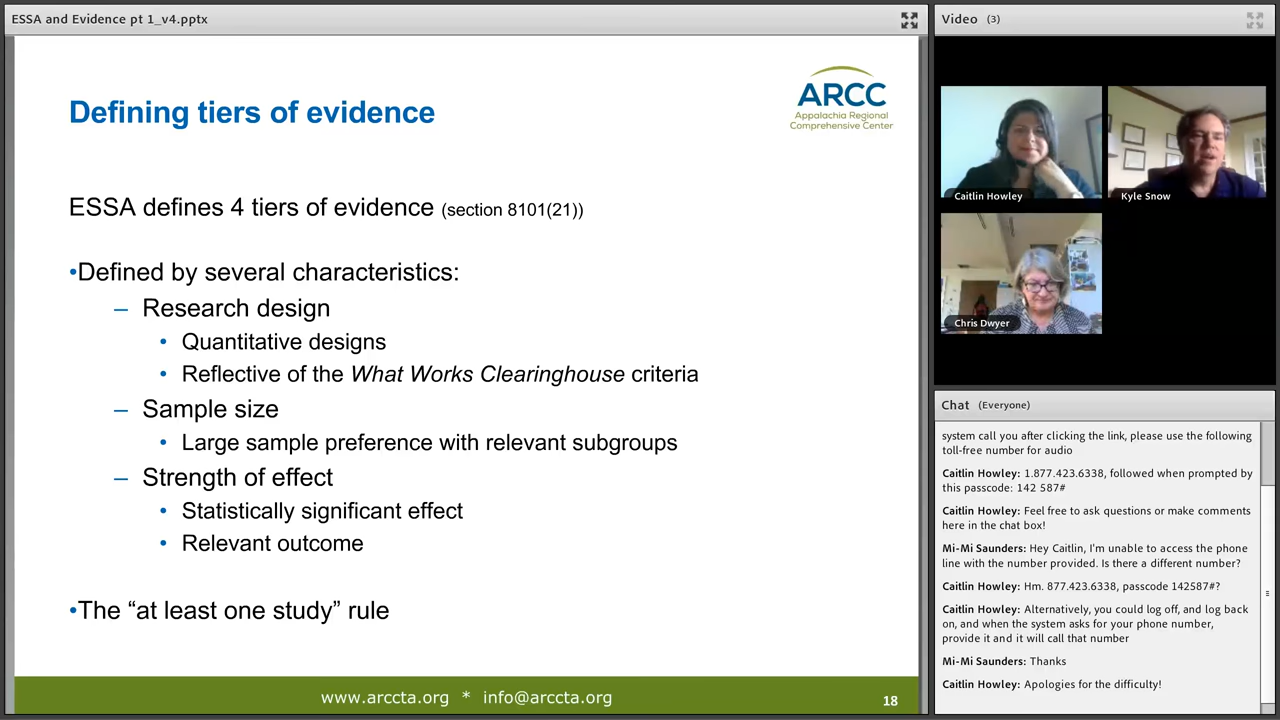 ESSA and Evidence pt 1_v4.pptx
Defining tiers of evidence
ARCC
Appalachia Regional
Comprehensive Center
ESSA defines 4 tiers of evidence (section 8101(21))
•Defined by several characteristics:
– Research design
• Quantitative designs
• Reflective of the What Works Clearinghouse criteria
– Sample size
• Large sample preference with relevant subgroups
– Strength of effect
• Statistically significant effect
• Relevant outcome
•The “at least one study” rule
www.arccta.org * info@arccta.org
18
Video (3)
Caitlin Howley
Kyle Snow
Chris Dwyer
Chat (Everyone)
system call you after clicking the link, please use the following
toll-free number for audio
Caitlin Howley: 1.877.423.6338, followed when prompted by
this passcode: 142 587#
Caitlin Howley: Feel free to ask questions or make comments
here in the chat box!
Mi-Mi Saunders: Hey Caitlin, I'm unable to access the phone
line with the number provided. Is there a different number?
Caitlin Howley: Hm. 877.423.6338, passcode 142587#?
Caitlin Howley: Alternatively, you could log off, and log back
on, and when the system asks for your phone number,
provide it and it will call that number
Mi-Mi Saunders: Thanks
Caitlin Howley: Apologies for the difficulty!